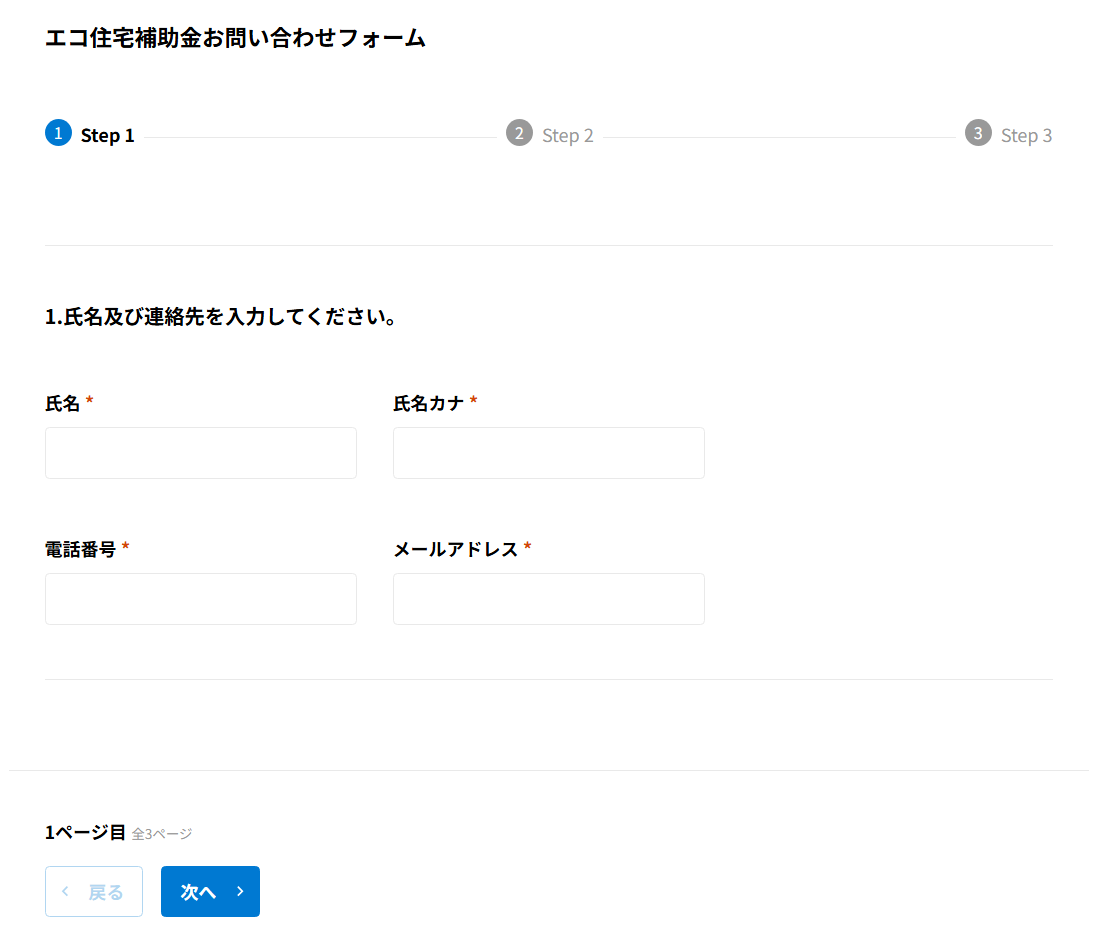 エコ住宅補助金お問い合わせフォーム
1 Step 1 2 Step 2 3 Step 3
1.氏名及び連絡先を入力してください。
氏名 * 氏名カナ *
電話番号 * メールアドレス *
1ページ目 全3ページ
戻る 次へ